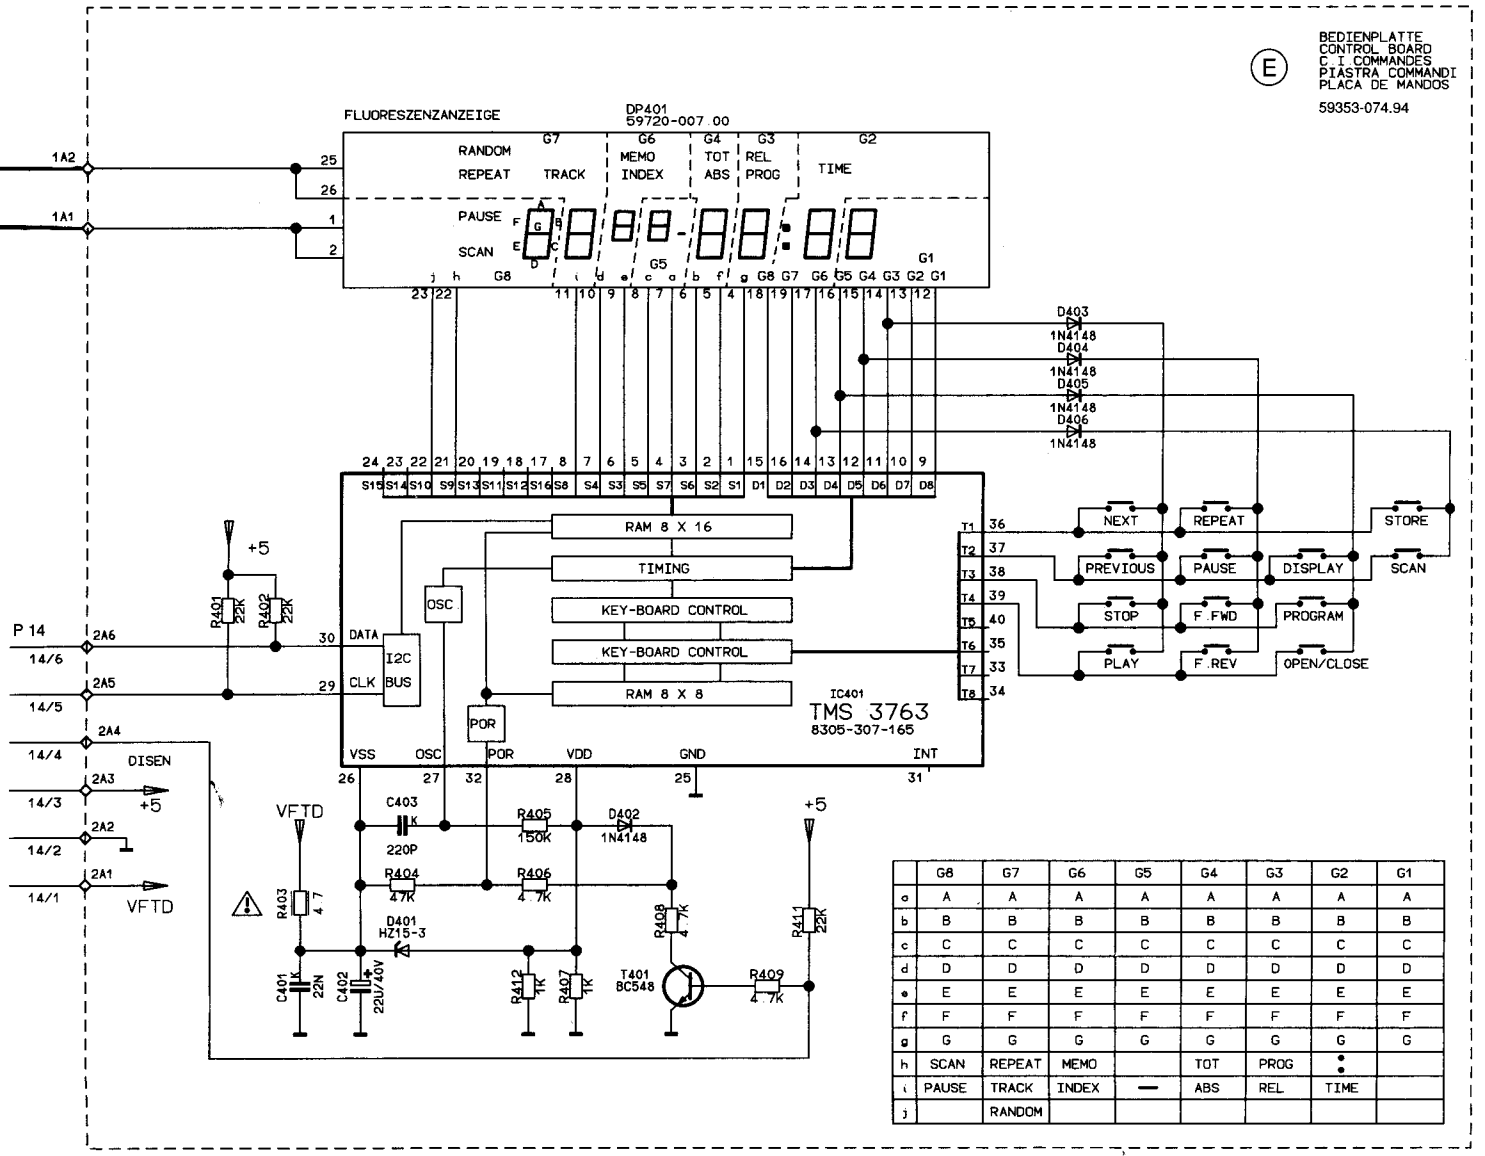 BEDIENPLATTE
CONTROL BOARD
C.I.COMMANDES
PIASTRA COMMANDI
PLACA DE MANDOS
59353-074.94
E
FLUORESZENZANZEIGE
DP401
59720-007.00
G7 G6 G4 G3 G2
RANDOM MEMO TOT REL TIME
REPEAT TRACK INDEX ABS PROG
1A2
25
26
1A1
1
2
PAUSE
SCAN
A
F G B
E C
D
G5 G1
j h G8 i d e c a b f g G8 G7 G6 G5 G4 G3 G2 G1
23 22 11 10 9 8 7 6 5 4 18 19 17 16 15 14 13 12
D403
1N4148
D404
1N4148
D405
1N4148
D406
1N4148
24 23 22 21 20 19 18 17 8 7 6 5 4 3 2 1 15 16 14 13 12 11 10 9
S15 S14 S10 S9 S13 S11 S12 S16 S8 S4 S3 S5 S7 S6 S2 S1 D1 D2 D3 D4 D5 D6 D7 D8
RAM 8 X 16
TIMING
OSC.
KEY-BOARD CONTROL
KEY-BOARD CONTROL
RAM 8 X 8
POR
I2C
BUS
DATA
CLK
IC401
TMS 3763
8305-307-165
T1 36
T2 37
T3 38
T4 39
T5 40
T6 35
T7 33
T8 34
NEXT REPEAT STORE
PREVIOUS PAUSE DISPLAY SCAN
STOP F.FWD PROGRAM
PLAY F.REV OPEN/CLOSE
+5
R401
22K
R402
22K
P 14
2A6
14/6
30
2A5
14/5
29
2A4
14/4
DISEN
2A3
14/3
+5
2A2
14/2
2A1
14/1
VFTD
VSS OSC POR VDD GND INT
26 27 32 28 25 31
VFTD
C403
K
220P
R405
150K
D402
1N4148
+5
R404
47K
R406
4.7K
R403
4.7
D401
HZ15-3
R408
4.7K
R411
22K
C401
K
22N
C402
+
22U/40V
R412
1K
R407
1K
T401
BC548
R409
4.7K
G8 G7 G6 G5 G4 G3 G2 G1
a A A A A A A A A
b B B B B B B B B
c C C C C C C C C
d D D D D D D D D
e E E E E E E E E
f F F F F F F F F
g G G G G G G G G
h SCAN REPEAT MEMO TOT PROG :
i PAUSE TRACK INDEX — ABS REL TIME
j RANDOM